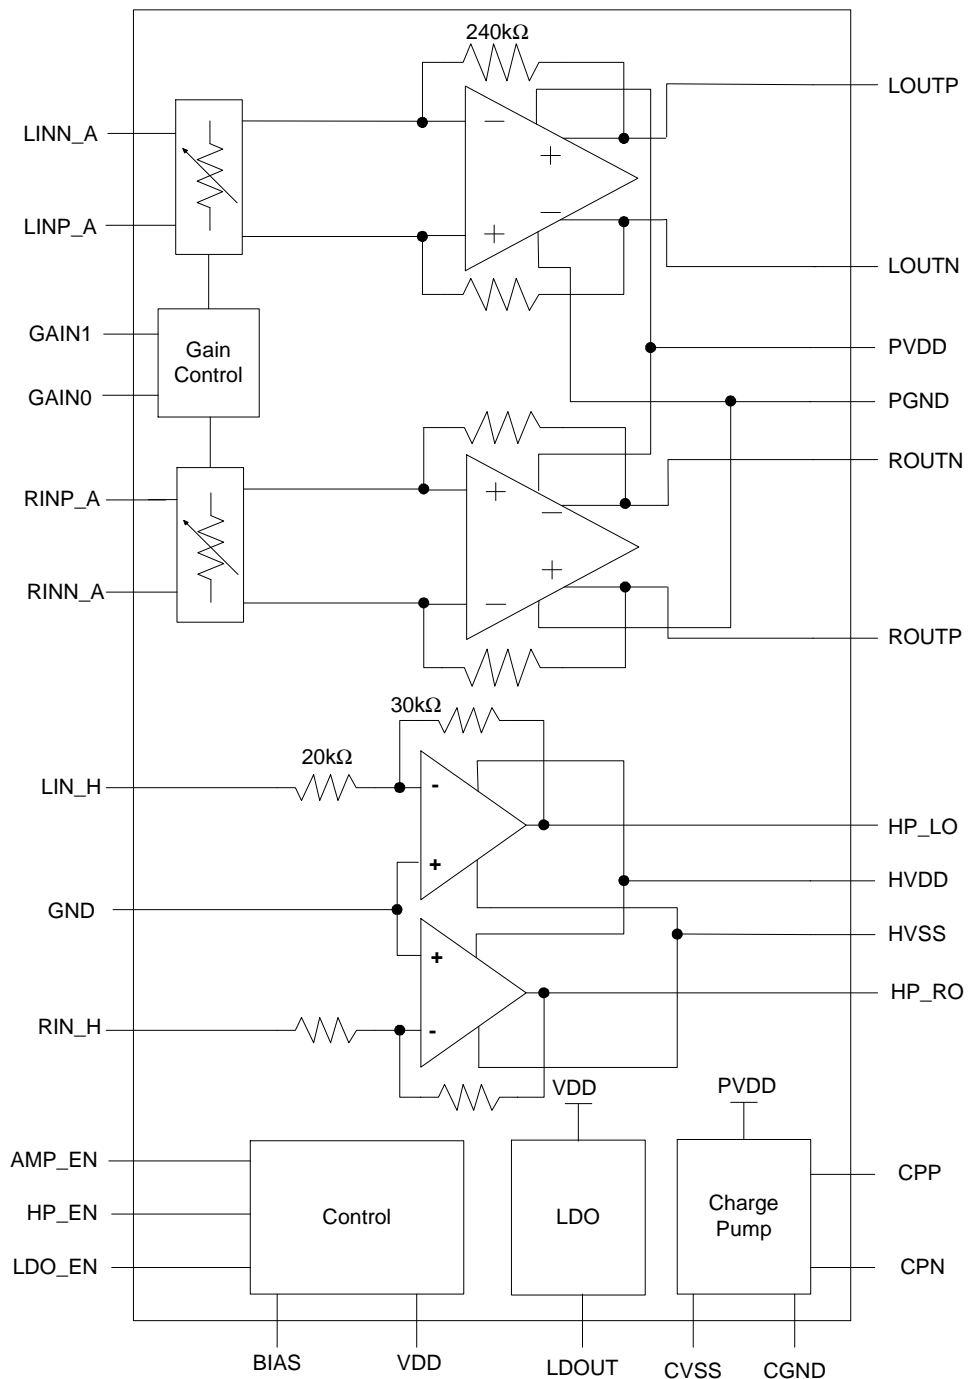 240kΩ
LOUTP
LINN_A
LINP_A
LOUTN
GAIN1
Gain
Control
GAIN0
PVDD
PGND
ROUTN
RINP_A
RINN_A
ROUTP
30kΩ
20kΩ
LIN_H
-
+
HP_LO
HVDD
GND
HVSS
+
-
HP_RO
RIN_H
VDD
PVDD
AMP_EN
HP_EN
LDO_EN
Control
LDO
Charge
Pump
CPP
CPN
BIAS
VDD
LDOUT
CVSS
CGND